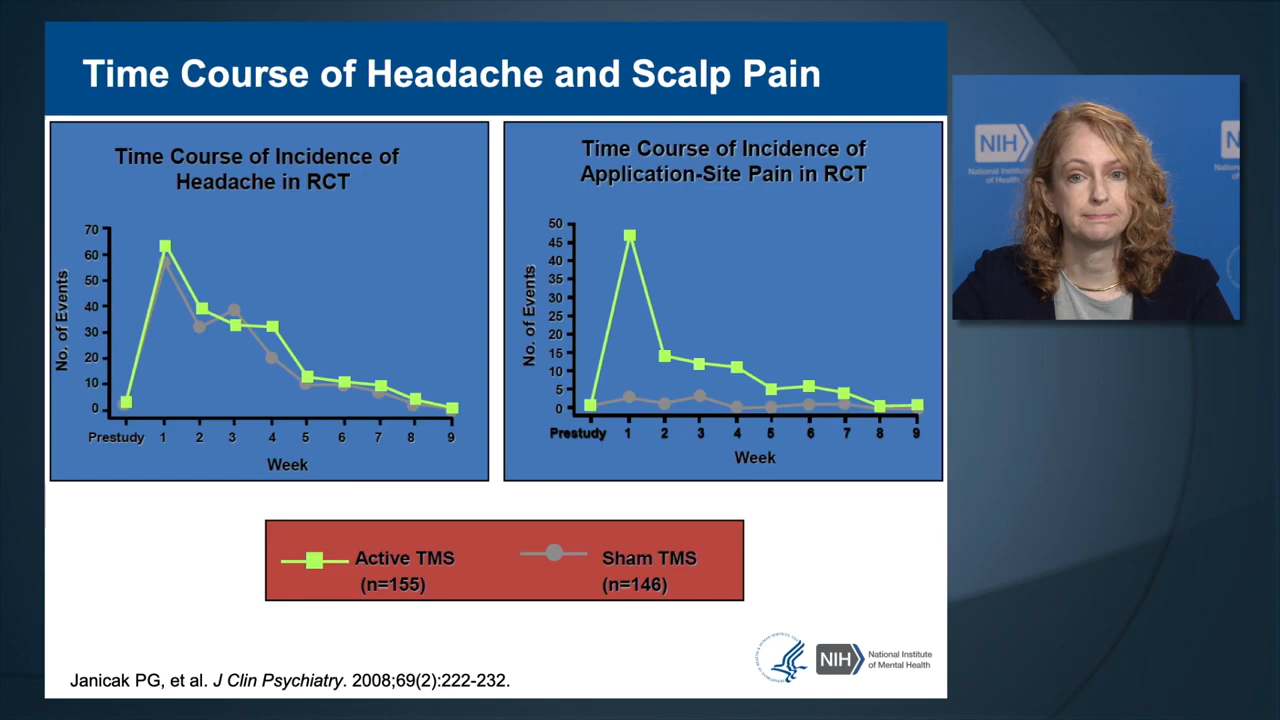 Time Course of Headache and Scalp Pain
Time Course of Incidence of
Headache in RCT
70
60
50
40
30
20
10
0
No. of Events
Prestudy 1 2 3 4 5 6 7 8 9
Week
Time Course of Incidence of
Application-Site Pain in RCT
50
45
40
35
30
25
20
15
10
5
0
No. of Events
Prestudy 1 2 3 4 5 6 7 8 9
Week
Active TMS
(n=155)
Sham TMS
(n=146)
NIH
National Institute
of Mental Health
Janicak PG, et al. J Clin Psychiatry. 2008;69(2):222-232.
NIH
of Health